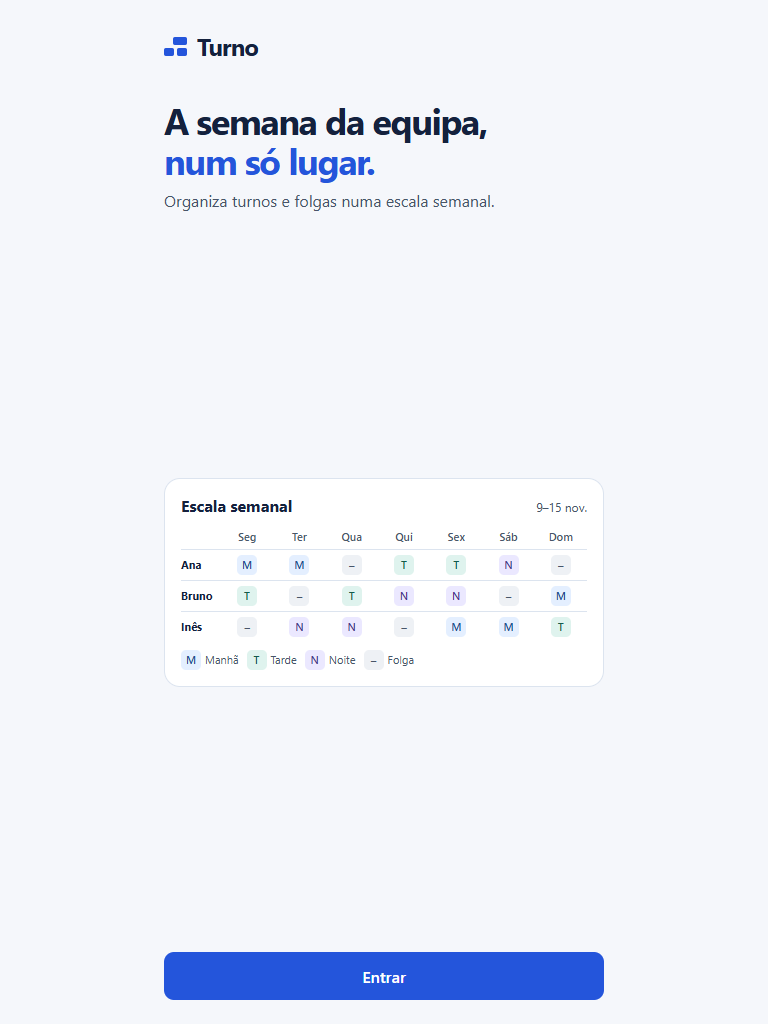 Turno
A semana da equipa,
num só lugar.
Organiza turnos e folgas numa escala semanal.
Escala semanal 9–15 nov.
Seg Ter Qua Qui Sex Sáb Dom
Ana M M – T T N –
Bruno T – T N N – M
Inês – N N – M M T
M Manhã T Tarde N Noite – Folga
Entrar